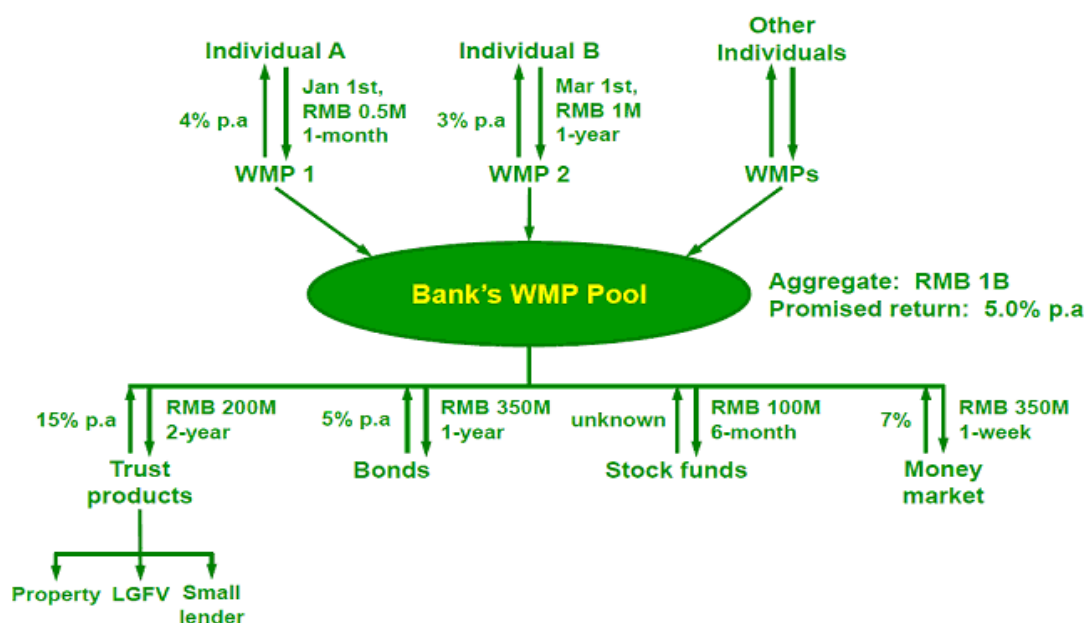 Individual A
Individual B
Other
Individuals
4% p.a
Jan 1st,
RMB 0.5M
1-month
3% p.a
Mar 1st,
RMB 1M
1-year
WMP 1
WMP 2
WMPs
Bank's WMP Pool
Aggregate: RMB 1B
Promised return: 5.0% p.a
15% p.a
RMB 200M
2-year
5% p.a
RMB 350M
1-year
unknown
RMB 100M
6-month
7%
RMB 350M
1-week
Trust
products
Bonds
Stock funds
Money
market
Property
LGFV
Small
lender